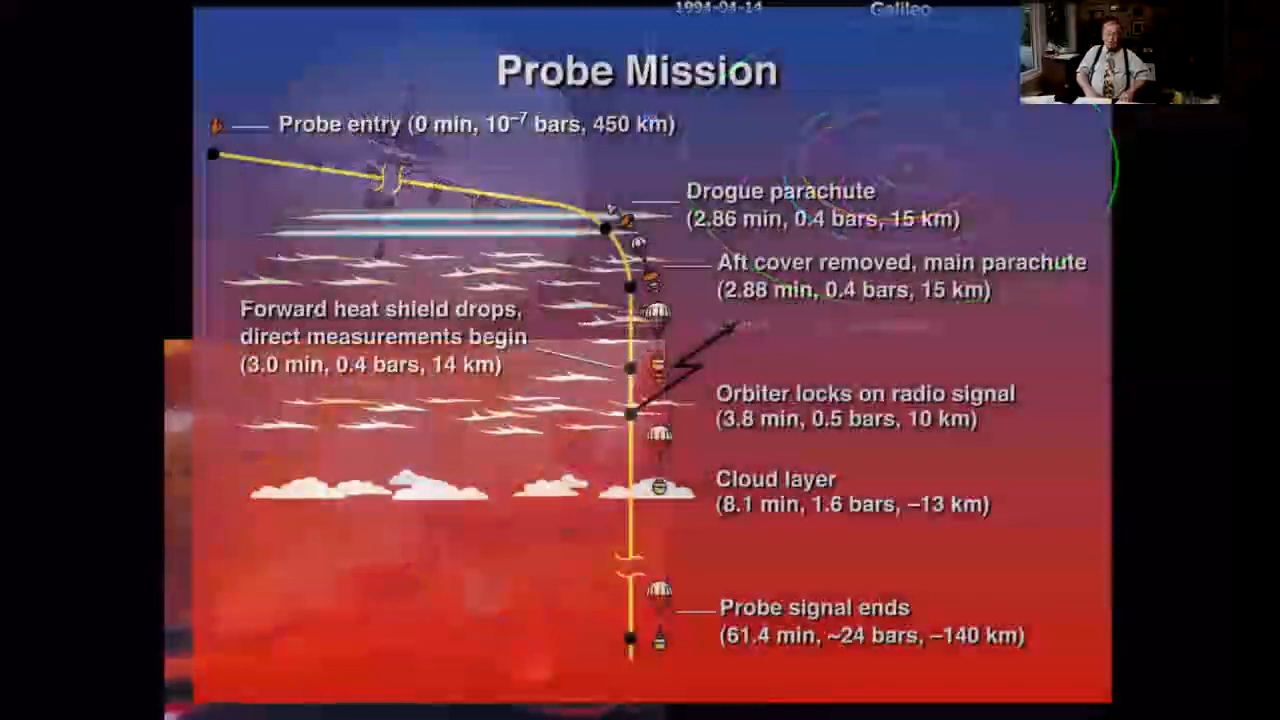 1994-04-14 Galileo
Probe Mission
Probe entry (0 min, 10⁻⁷ bars, 450 km)
Drogue parachute
(2.86 min, 0.4 bars, 15 km)
Aft cover removed, main parachute
(2.88 min, 0.4 bars, 15 km)
Forward heat shield drops,
direct measurements begin
(3.0 min, 0.4 bars, 14 km)
Orbiter locks on radio signal
(3.8 min, 0.5 bars, 10 km)
Cloud layer
(8.1 min, 1.6 bars, –13 km)
Probe signal ends
(61.4 min, ~24 bars, –140 km)